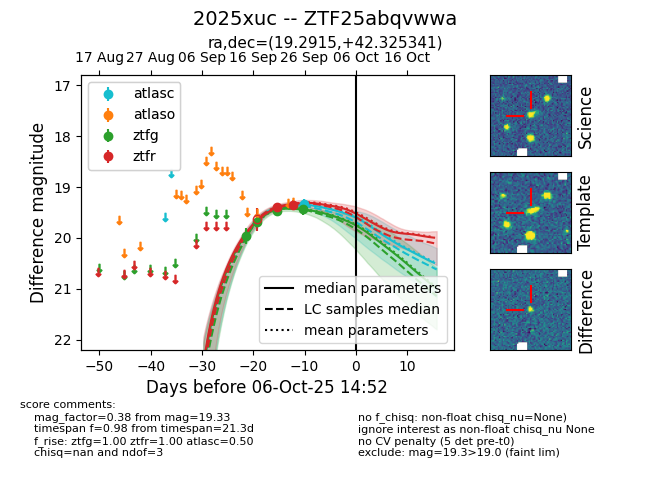 2025xuc -- ZTF25abqvwwa
ra,dec=(19.2915,+42.325341)
17 Aug 27 Aug 06 Sep 16 Sep 26 Sep 06 Oct 16 Oct
Difference magnitude
17
18
19
20
21
22
atlasc
atlaso
ztfg
ztfr
median parameters
LC samples median
mean parameters
−50 −40 −30 −20 −10 0 10
Days before 06-Oct-25 14:52
Science
Template
Difference
score comments:
mag_factor=0.38 from mag=19.33
timespan f=0.98 from timespan=21.3d
f_rise: ztfg=1.00 ztfr=1.00 atlasc=0.50
chisq=nan and ndof=3
no f_chisq: non-float chisq_nu=None)
ignore interest as non-float chisq_nu None
no CV penalty (5 det pre-t0)
exclude: mag=19.3>19.0 (faint lim)